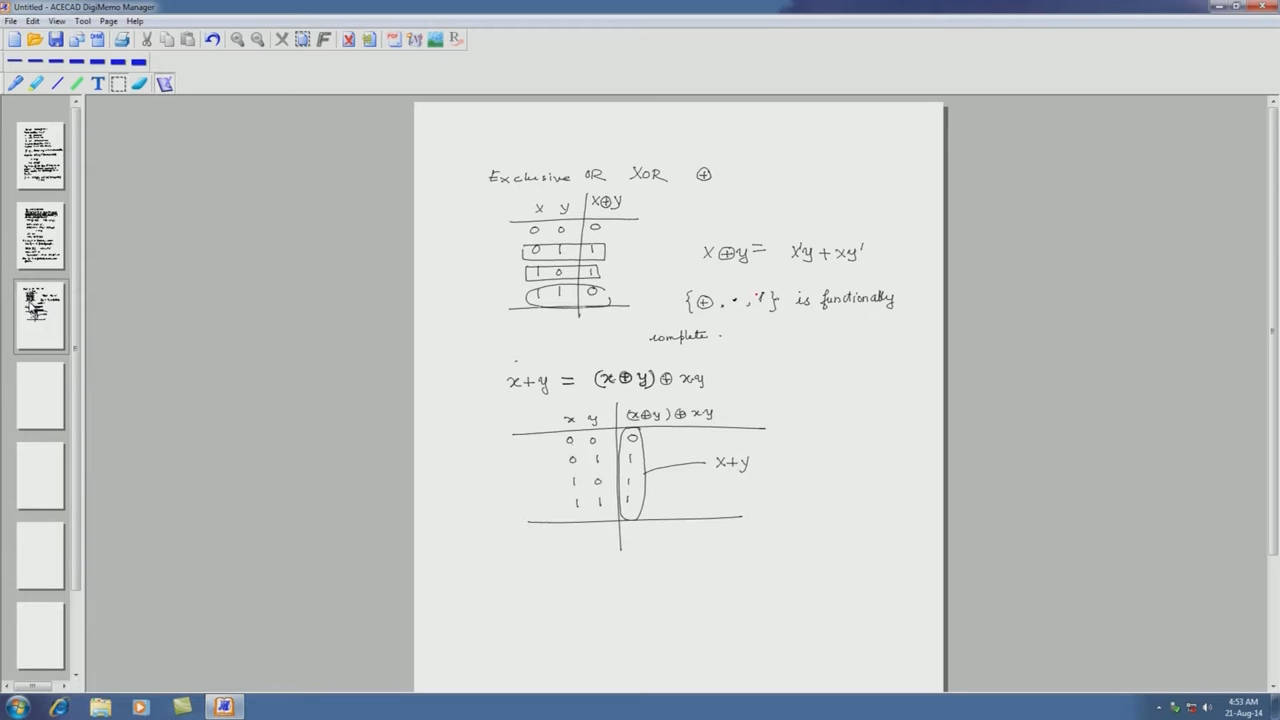 Untitled - ACECAD DigiMemo Manager
File Edit View Tool Page Help
Exclusive OR XOR ⊕
x y x⊕y
0 0 0
0 1 1
1 0 1
1 1 0
x⊕y = x'y + xy'
{⊕, ·, 1} is functionally
complete.
x+y = (x⊕y)⊕xy
x y (x⊕y)⊕xy
0 0 0
0 1 1
1 0 1
1 1 1
x+y
4:53 AM
21-Aug-14